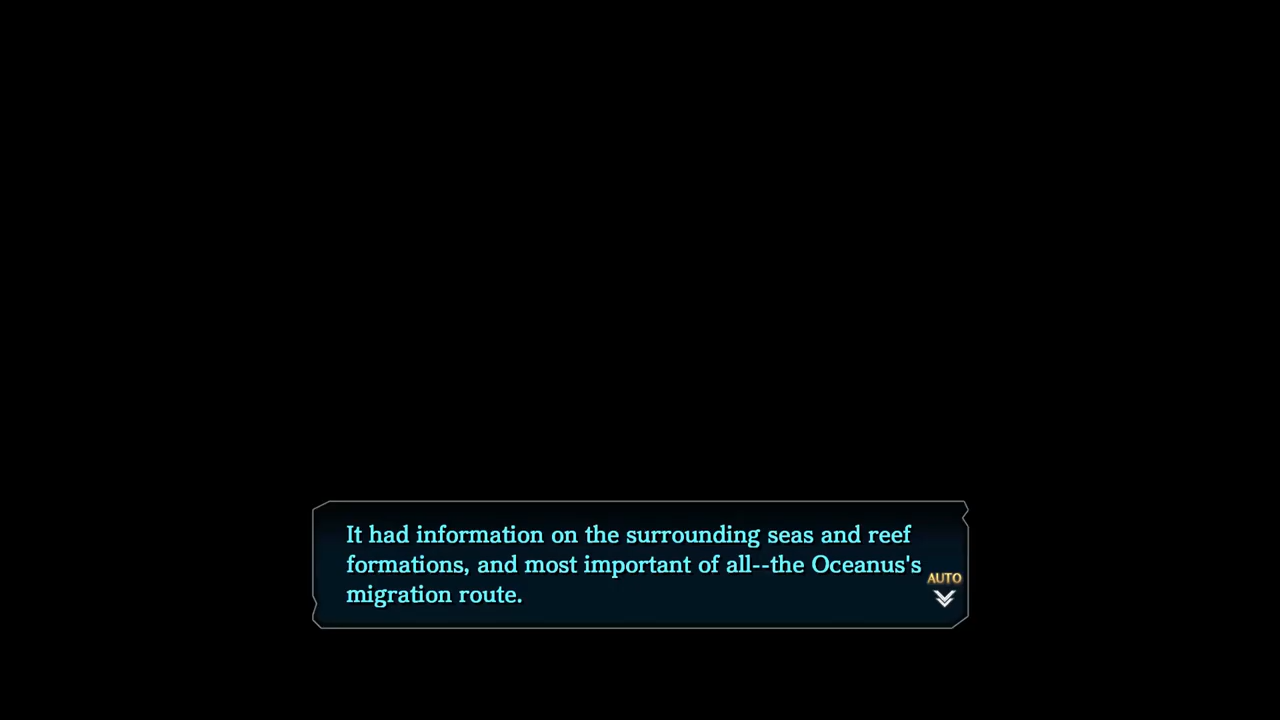 It had information on the surrounding seas and reef
formations, and most important of all--the Oceanus's
migration route.
AUTO